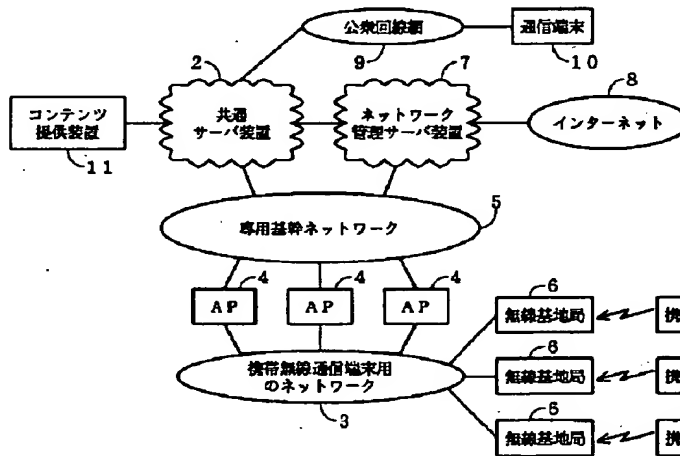 公衆回線網
通信端末
9
10
2
7
8
コンテンツ
提供装置
共通
サーバ装置
ネットワーク
管理サーバ装置
インターネット
11
5
専用基幹ネットワーク
4
4
4
AP
AP
AP
6
無線基地局
携
6
無線基地局
携
6
無線基地局
携
携帯無線通信端末用
のネットワーク
3